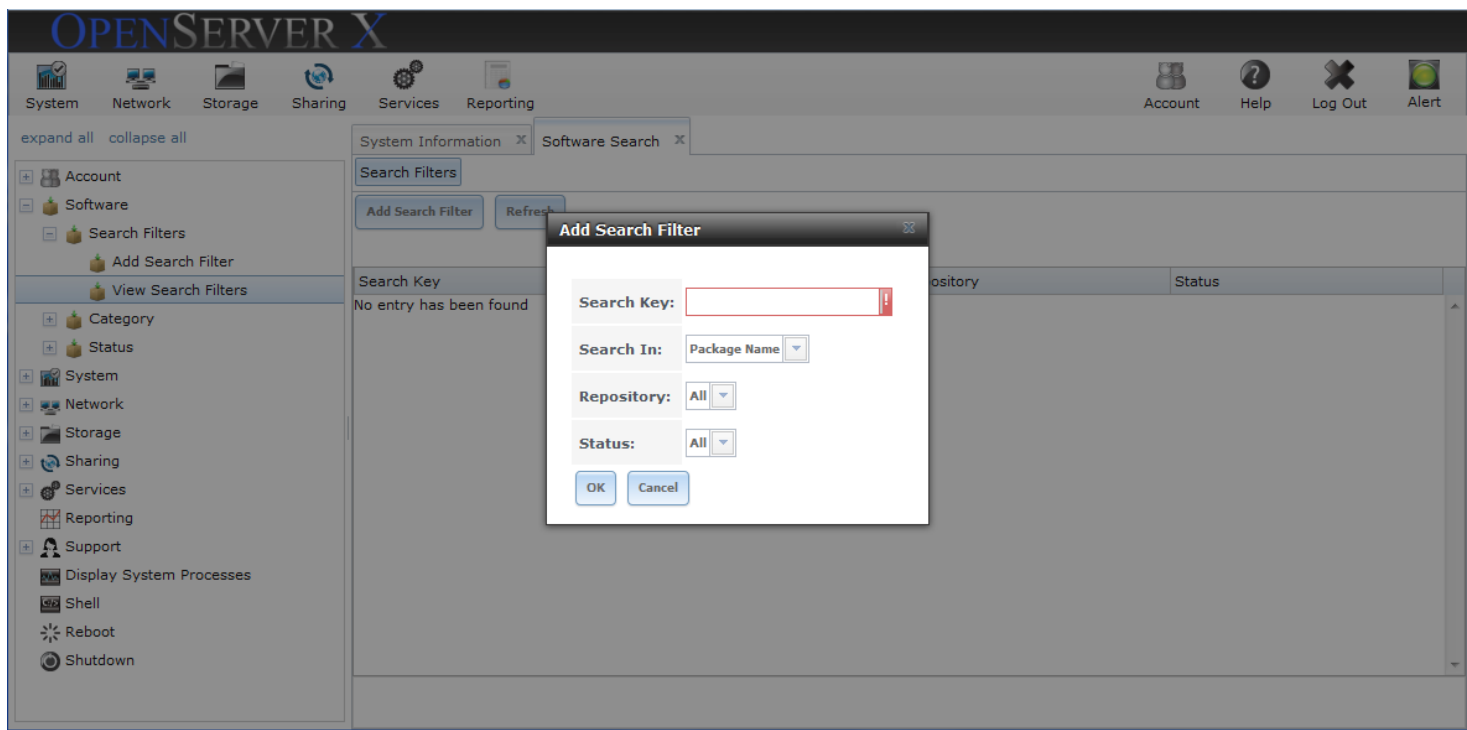 OPENSERVER X
System Network Storage Sharing Services Reporting Account Help Log Out Alert
expand all collapse all
System Information X Software Search X
Account
Software
Search Filters
Add Search Filter
View Search Filters
Category
Status
System
Network
Storage
Sharing
Services
Reporting
Support
Display System Processes
Shell
Reboot
Shutdown
Search Filters
Add Search Filter Refresh
Search Key ository Status
No entry has been found
Add Search Filter
Search Key: !
Search In: Package Name
Repository: All
Status: All
OK Cancel